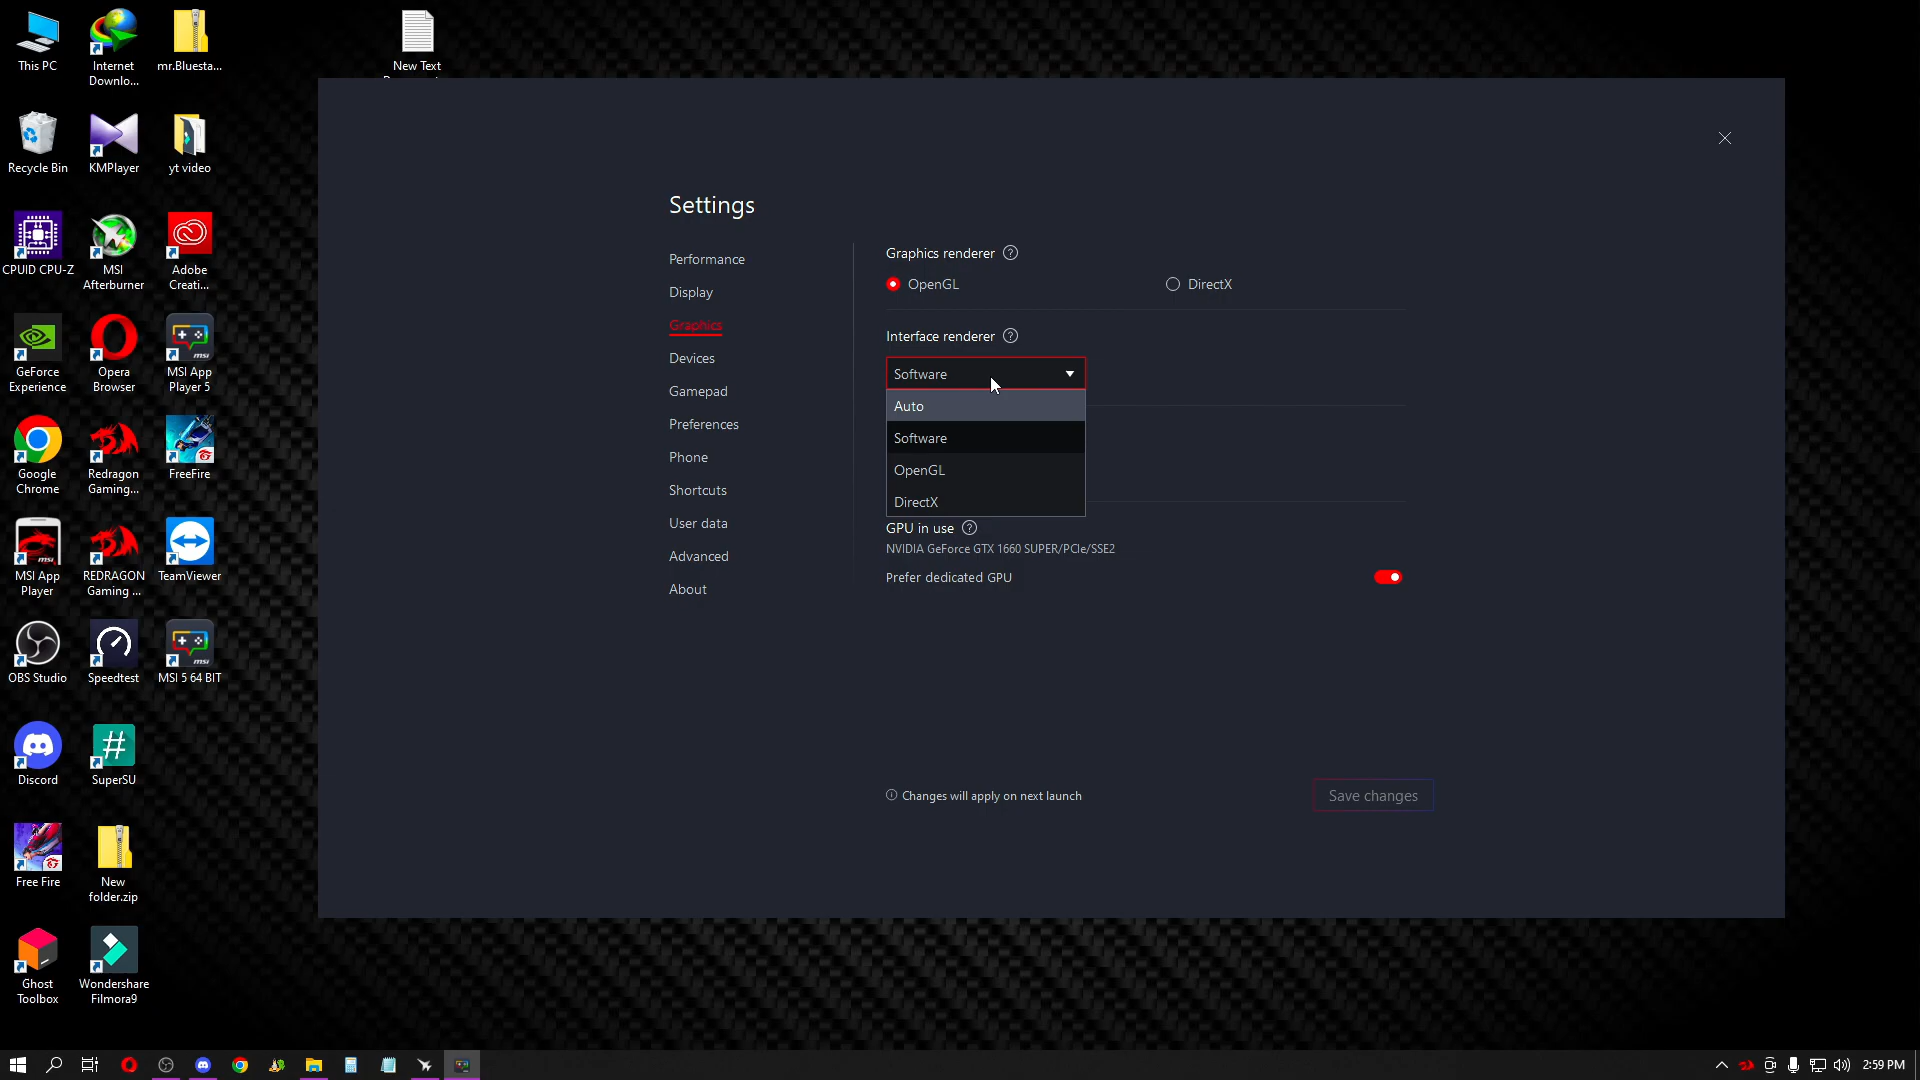 This PC
Internet
Downlo...
mr.Bluesta...
New Text
Recycle Bin
KMPlayer
yt video
CPUID CPU-Z
MSI
Afterburner
Adobe
Creati...
GeForce
Experience
Opera
Browser
MSI App
Player 5
Google
Chrome
Redragon
Gaming...
FreeFire
MSI App
Player
REDRAGON
Gaming ...
TeamViewer
OBS Studio
Speedtest
MSI 5 64 BIT
Discord
SuperSU
Free Fire
New
folder.zip
Ghost
Toolbox
Wondershare
Filmora9
Settings
Performance
Display
Graphics
Devices
Gamepad
Preferences
Phone
Shortcuts
User data
Advanced
About
Graphics renderer
OpenGL
DirectX
Interface renderer
Software
Auto
Software
OpenGL
DirectX
GPU in use
NVIDIA GeForce GTX 1660 SUPER/PCIe/SSE2
Prefer dedicated GPU
Changes will apply on next launch
Save changes
2:59 PM